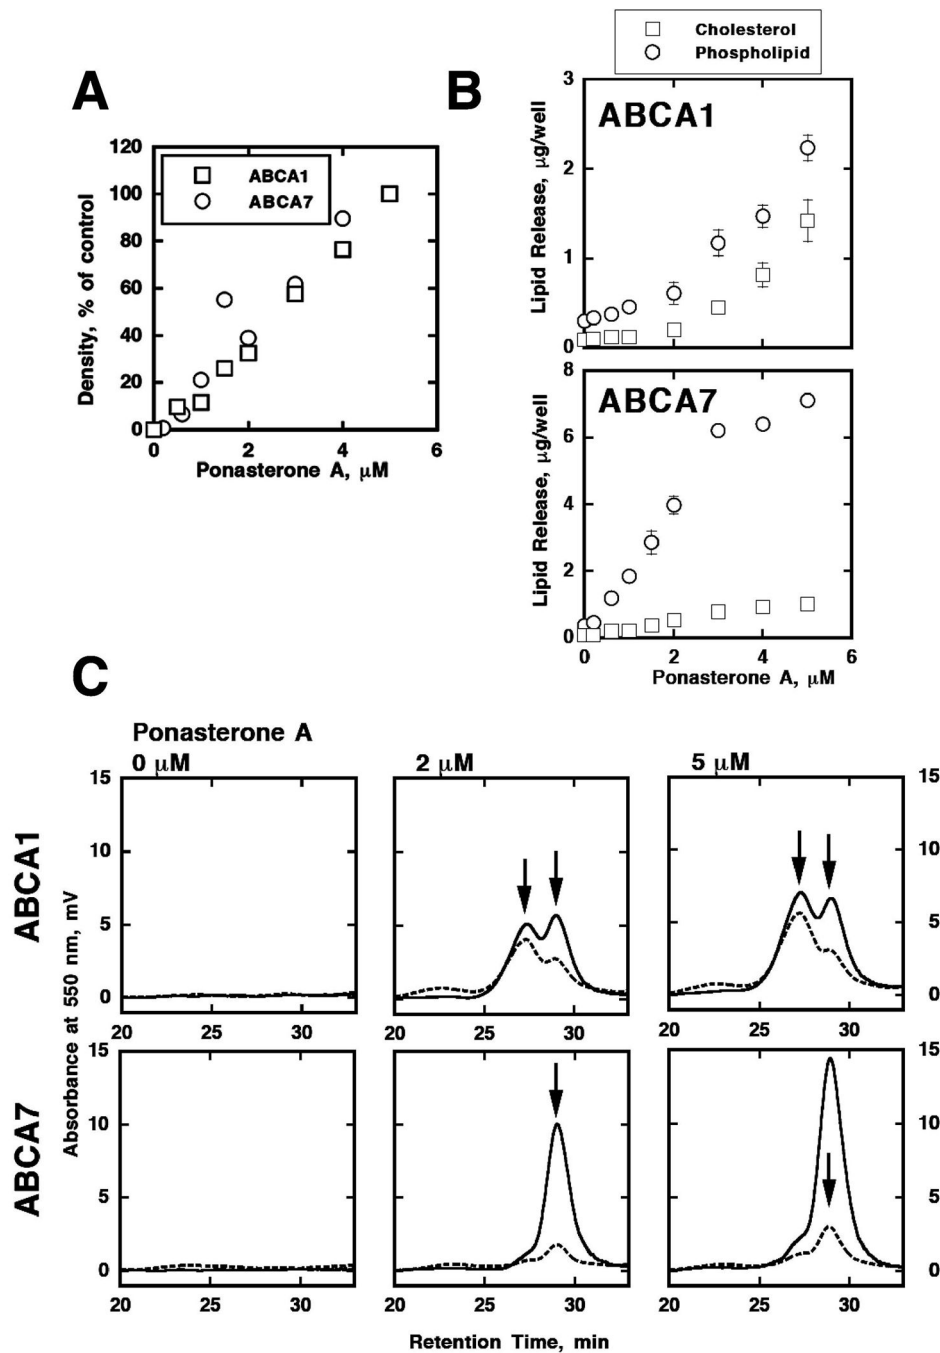 A
120
100
80
60
40
20
0
Density, % of control
ABCA1
ABCA7
0
2
4
6
Ponasterone A, μM
B
Cholesterol
Phospholipid
3
2
1
0
Lipid Release, μg/well
ABCA1
8
6
4
2
0
Lipid Release, μg/well
ABCA7
0
2
4
6
Ponasterone A, μM
C
Ponasterone A
0 μM
2 μM
5 μM
ABCA1
15
10
5
0
15
10
5
0
20
25
30
20
25
30
20
25
30
Absorbance at 550 nm, mV
ABCA7
15
10
5
0
15
10
5
0
20
25
30
20
25
30
20
25
30
Retention Time, min